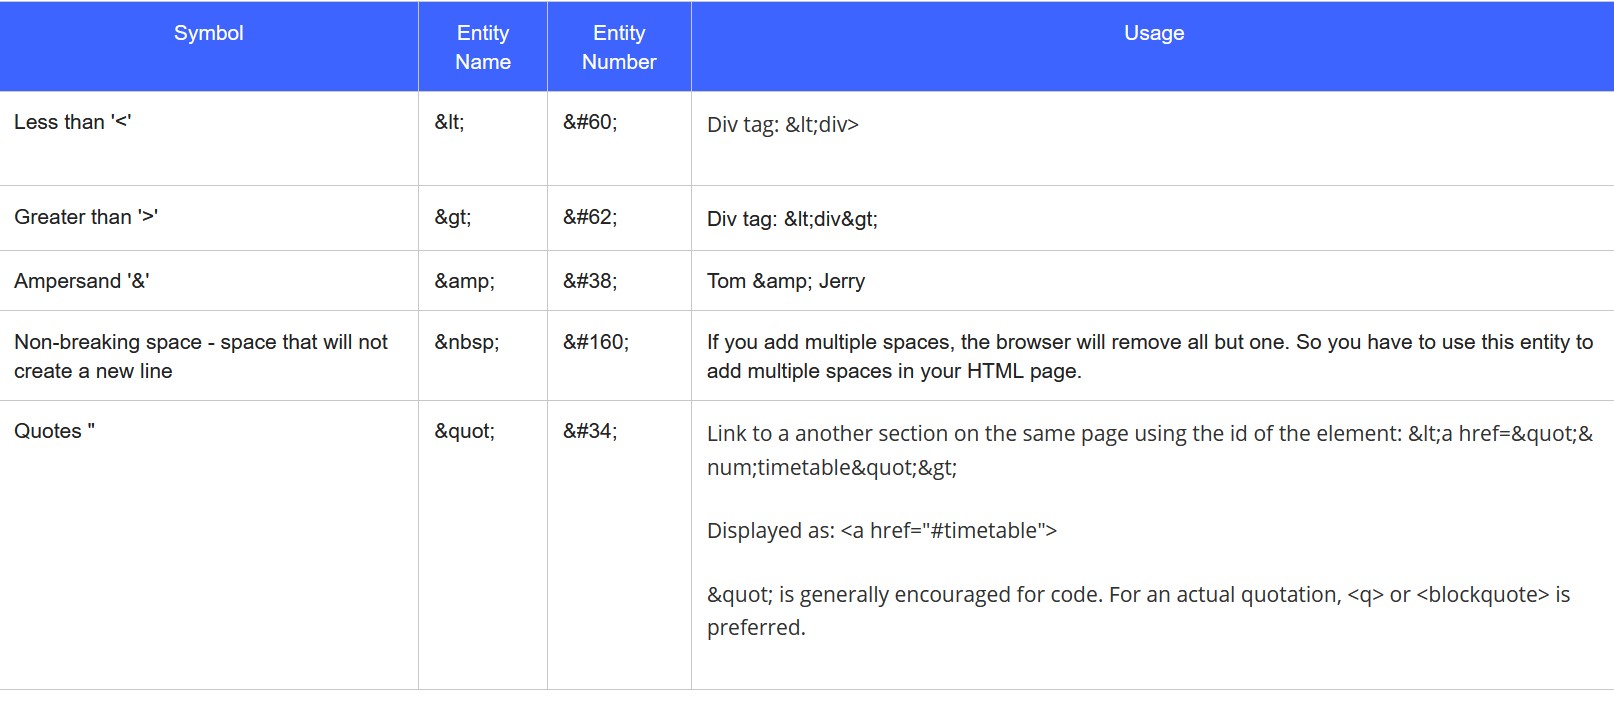 Symbol
Entity
Name
Entity
Number
Usage
Less than '<'
&lt;
&#60;
Div tag: &lt;div>
Greater than '>'
&gt;
&#62;
Div tag: &lt;div&gt;
Ampersand '&'
&amp;
&#38;
Tom &amp; Jerry
Non-breaking space - space that will not
create a new line
&nbsp;
&#160;
If you add multiple spaces, the browser will remove all but one. So you have to use this entity to
add multiple spaces in your HTML page.
Quotes "
&quot;
&#34;
Link to a another section on the same page using the id of the element: &lt;a href=&quot;&
num;timetable&quot;&gt;
Displayed as: <a href="#timetable">
&quot; is generally encouraged for code. For an actual quotation, <q> or <blockquote> is
preferred.